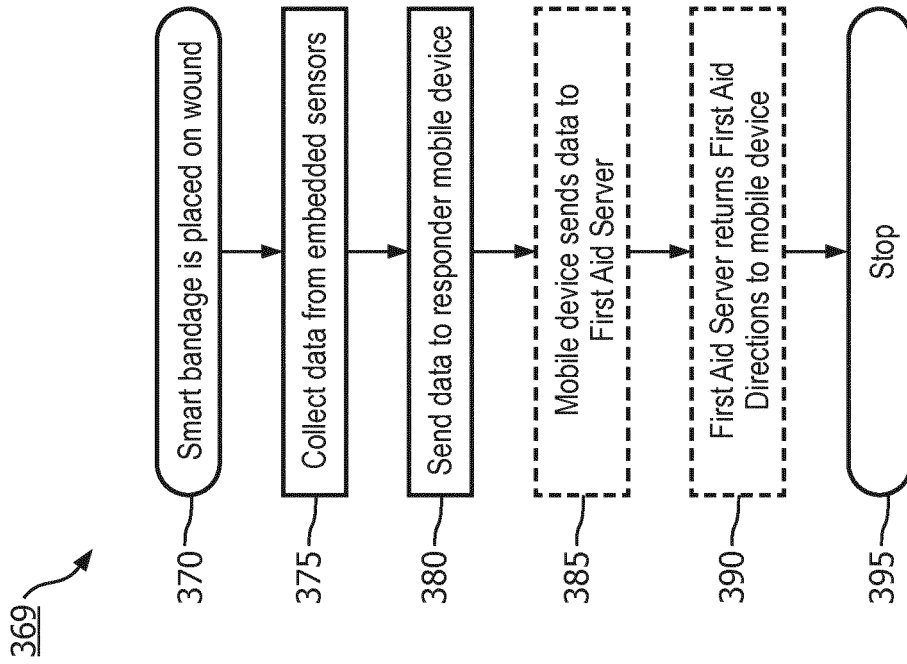 369
370
Smart bandage is placed on wound
375
Collect data from embedded sensors
380
Send data to responder mobile device
385
Mobile device sends data to
First Aid Server
390
First Aid Server returns First Aid
Directions to mobile device
395
Stop